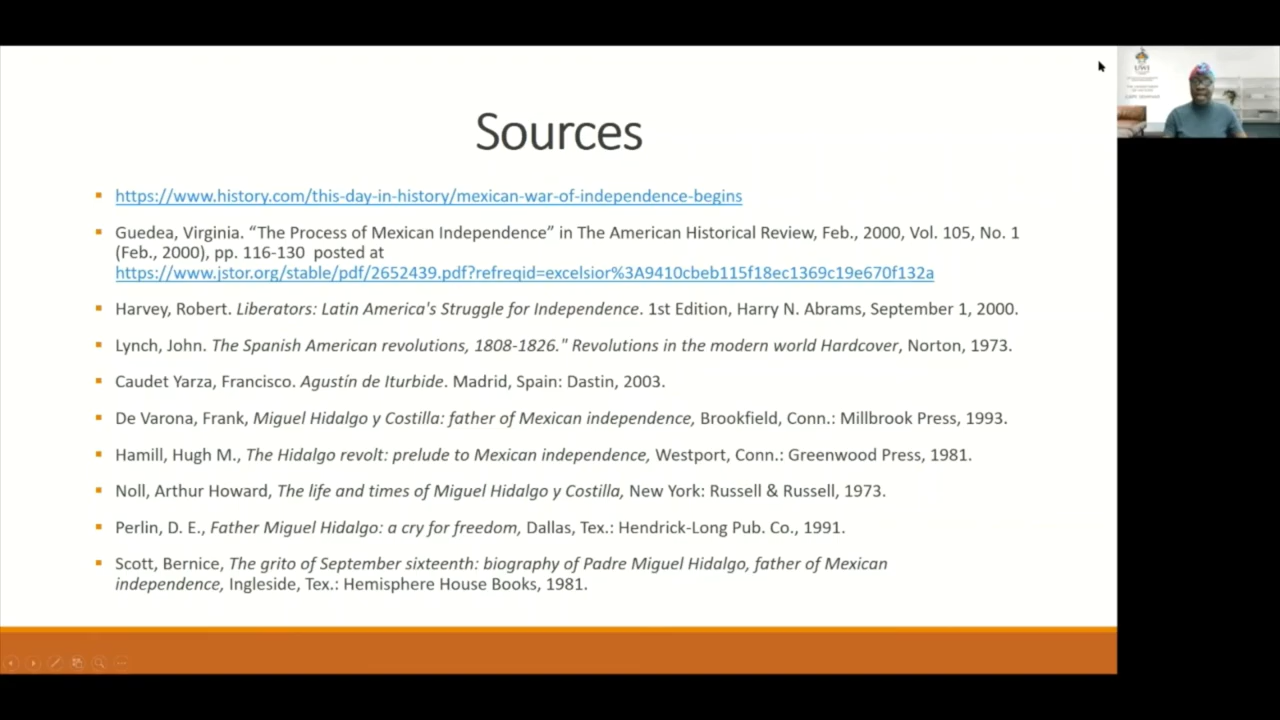 Sources
https://www.history.com/this-day-in-history/mexican-war-of-independence-begins
Guedea, Virginia. “The Process of Mexican Independence” in The American Historical Review, Feb., 2000, Vol. 105, No. 1
(Feb., 2000), pp. 116-130 posted at
https://www.jstor.org/stable/pdf/2652439.pdf?refreqid=excelsior%3A9410cbeb115f18ec1369c19e670f132a
Harvey, Robert. Liberators: Latin America's Struggle for Independence. 1st Edition, Harry N. Abrams, September 1, 2000.
Lynch, John. The Spanish American revolutions, 1808-1826." Revolutions in the modern world Hardcover, Norton, 1973.
Caudet Yarza, Francisco. Agustín de Iturbide. Madrid, Spain: Dastin, 2003.
De Varona, Frank, Miguel Hidalgo y Costilla: father of Mexican independence, Brookfield, Conn.: Millbrook Press, 1993.
Hamill, Hugh M., The Hidalgo revolt: prelude to Mexican independence, Westport, Conn.: Greenwood Press, 1981.
Noll, Arthur Howard, The life and times of Miguel Hidalgo y Costilla, New York: Russell & Russell, 1973.
Perlin, D. E., Father Miguel Hidalgo: a cry for freedom, Dallas, Tex.: Hendrick-Long Pub. Co., 1991.
Scott, Bernice, The grito of September sixteenth: biography of Padre Miguel Hidalgo, father of Mexican
independence, Ingleside, Tex.: Hemisphere House Books, 1981.
UWI